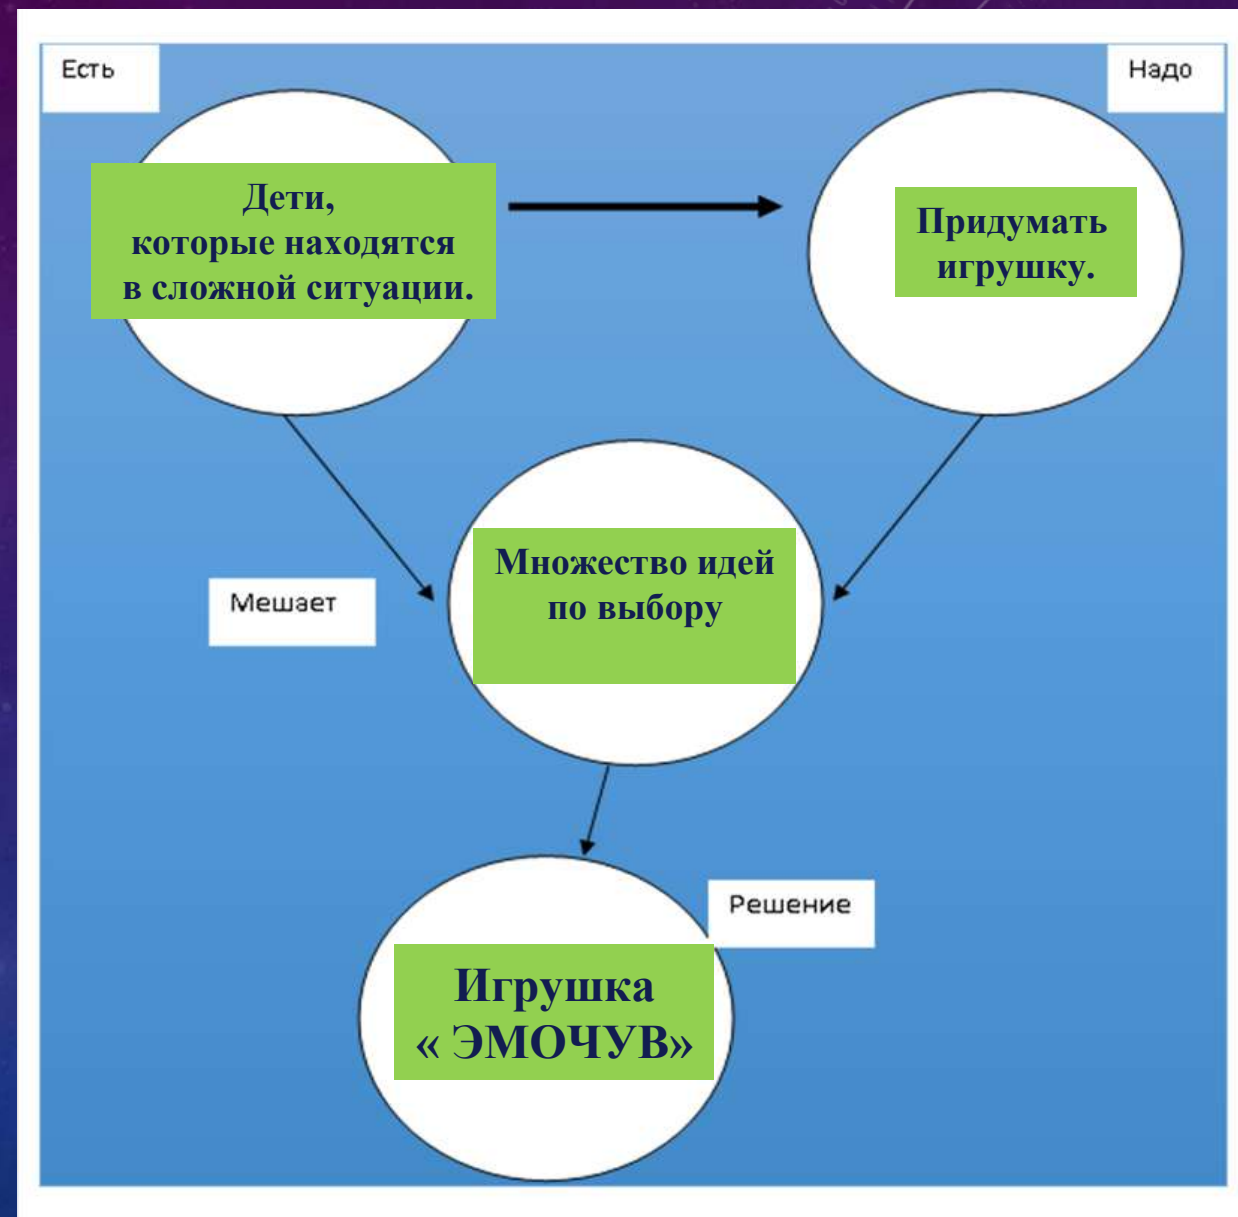 Есть
Надо
Дети,
которые находятся
в сложной ситуации.
Придумать
игрушку.
Множество идей
по выбору
Мешает
Решение
Игрушка
« ЭМОЧУВ»